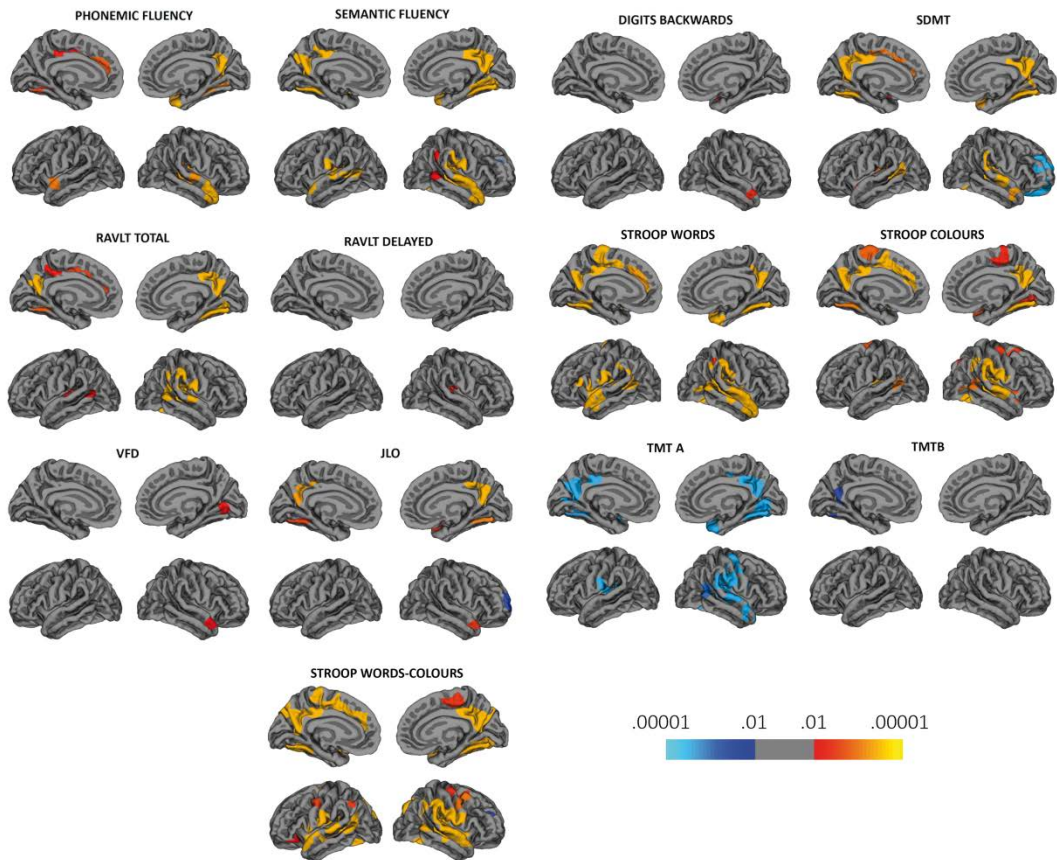 PHONEMIC FLUENCY
SEMANTIC FLUENCY
DIGITS BACKWARDS
SDMT
RAVLT TOTAL
RAVLT DELAYED
STROOP WORDS
STROOP COLOURS
VFD
JLO
TMT A
TMTB
STROOP WORDS-COLOURS
.00001 .01 .01 .00001